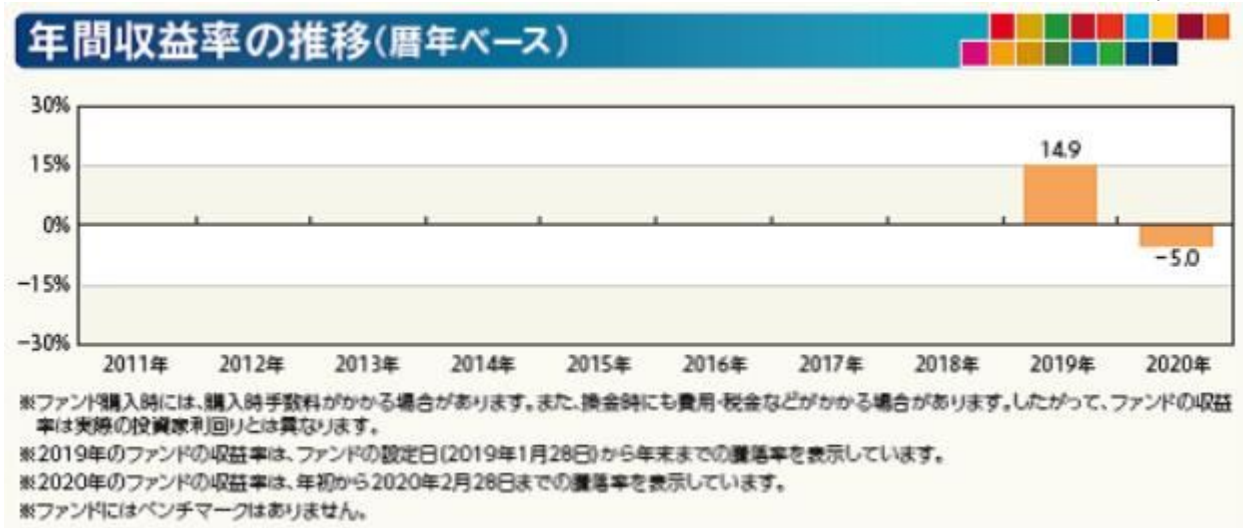 年間収益率の推移(暦年ベース)
30%
15%
0%
-15%
-30%
14.9
-5.0
2011年 2012年 2013年 2014年 2015年 2016年 2017年 2018年 2019年 2020年
※ファンド購入時には、購入時手数料がかかる場合があります。また、換金時にも費用・税金などがかかる場合があります。したがって、ファンドの収益
率は実際の投資家利回りとは異なります。
※2019年のファンドの収益率は、ファンドの設定日(2019年1月28日)から年末までの騰落率を表示しています。
※2020年のファンドの収益率は、年初から2020年2月28日までの騰落率を表示しています。
※ファンドにはベンチマークはありません。